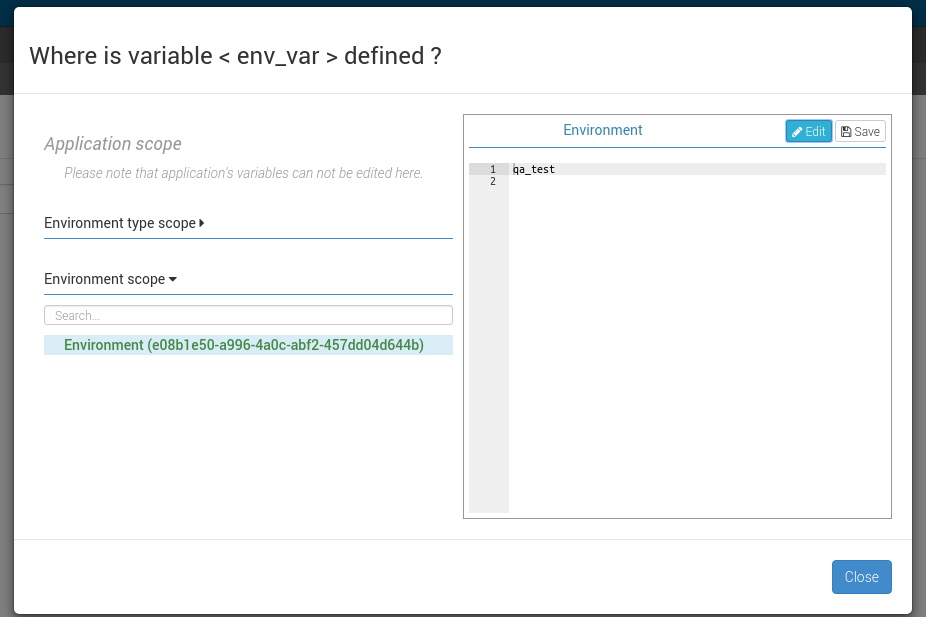 Where is variable < env_var > defined ?
Application scope
Please note that application's variables can not be edited here.
Environment type scope
Environment scope
Search...
Environment (e08b1e50-a996-4a0c-abf2-457dd04d644b)
Environment
Edit
Save
1 qa_test
2
Close